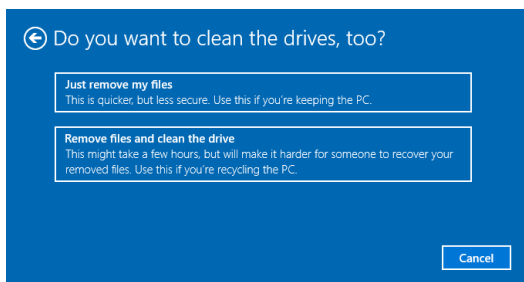 Do you want to clean the drives, too?
Just remove my files
This is quicker, but less secure. Use this if you're keeping the PC.
Remove files and clean the drive
This might take a few hours, but will make it harder for someone to recover your
removed files. Use this if you're recycling the PC.
Cancel